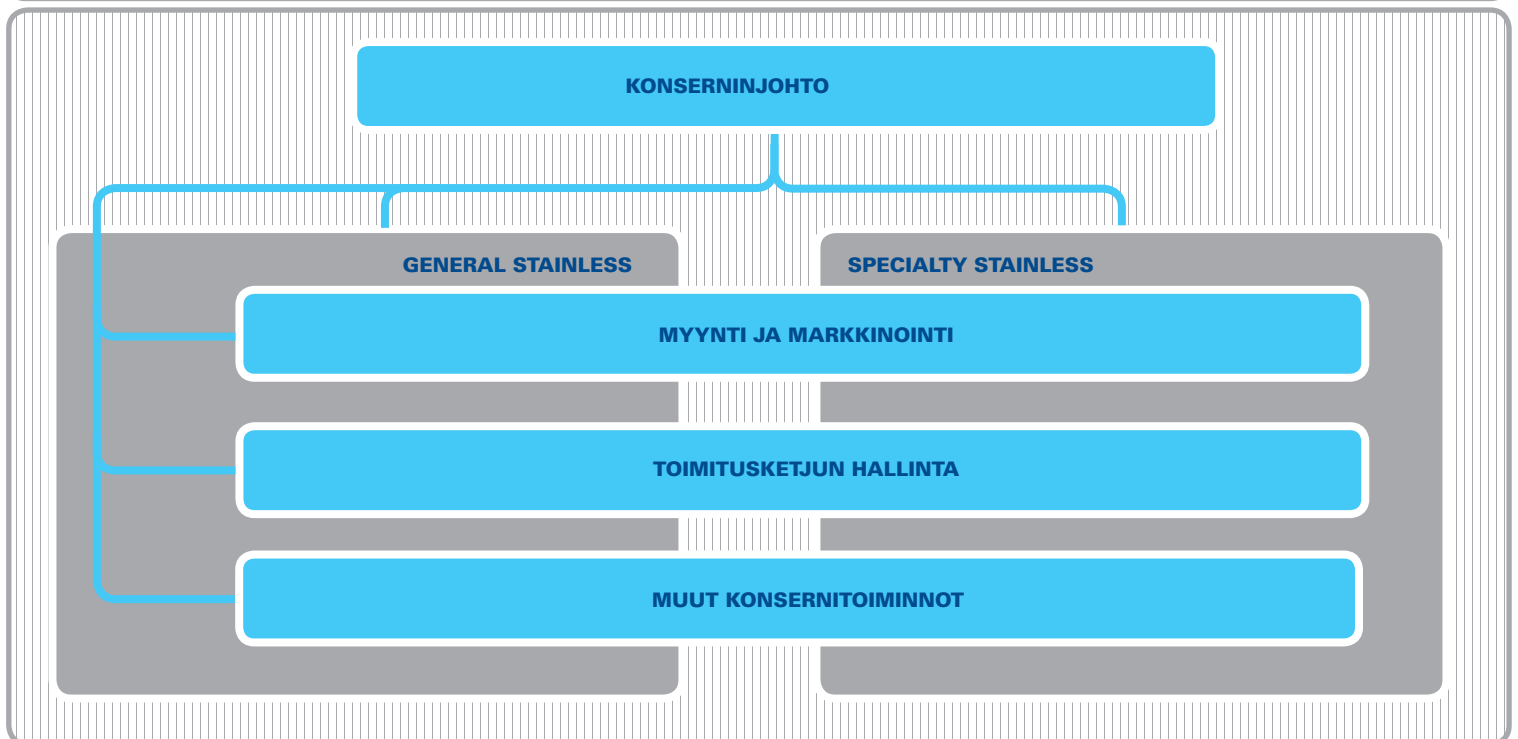 KONSERNINJOHTO
GENERAL STAINLESS
SPECIALTY STAINLESS
MYYNTI JA MARKKINOINTI
TOIMITUSKETJUN HALLINTA
MUUT KONSERNITOIMINNOT